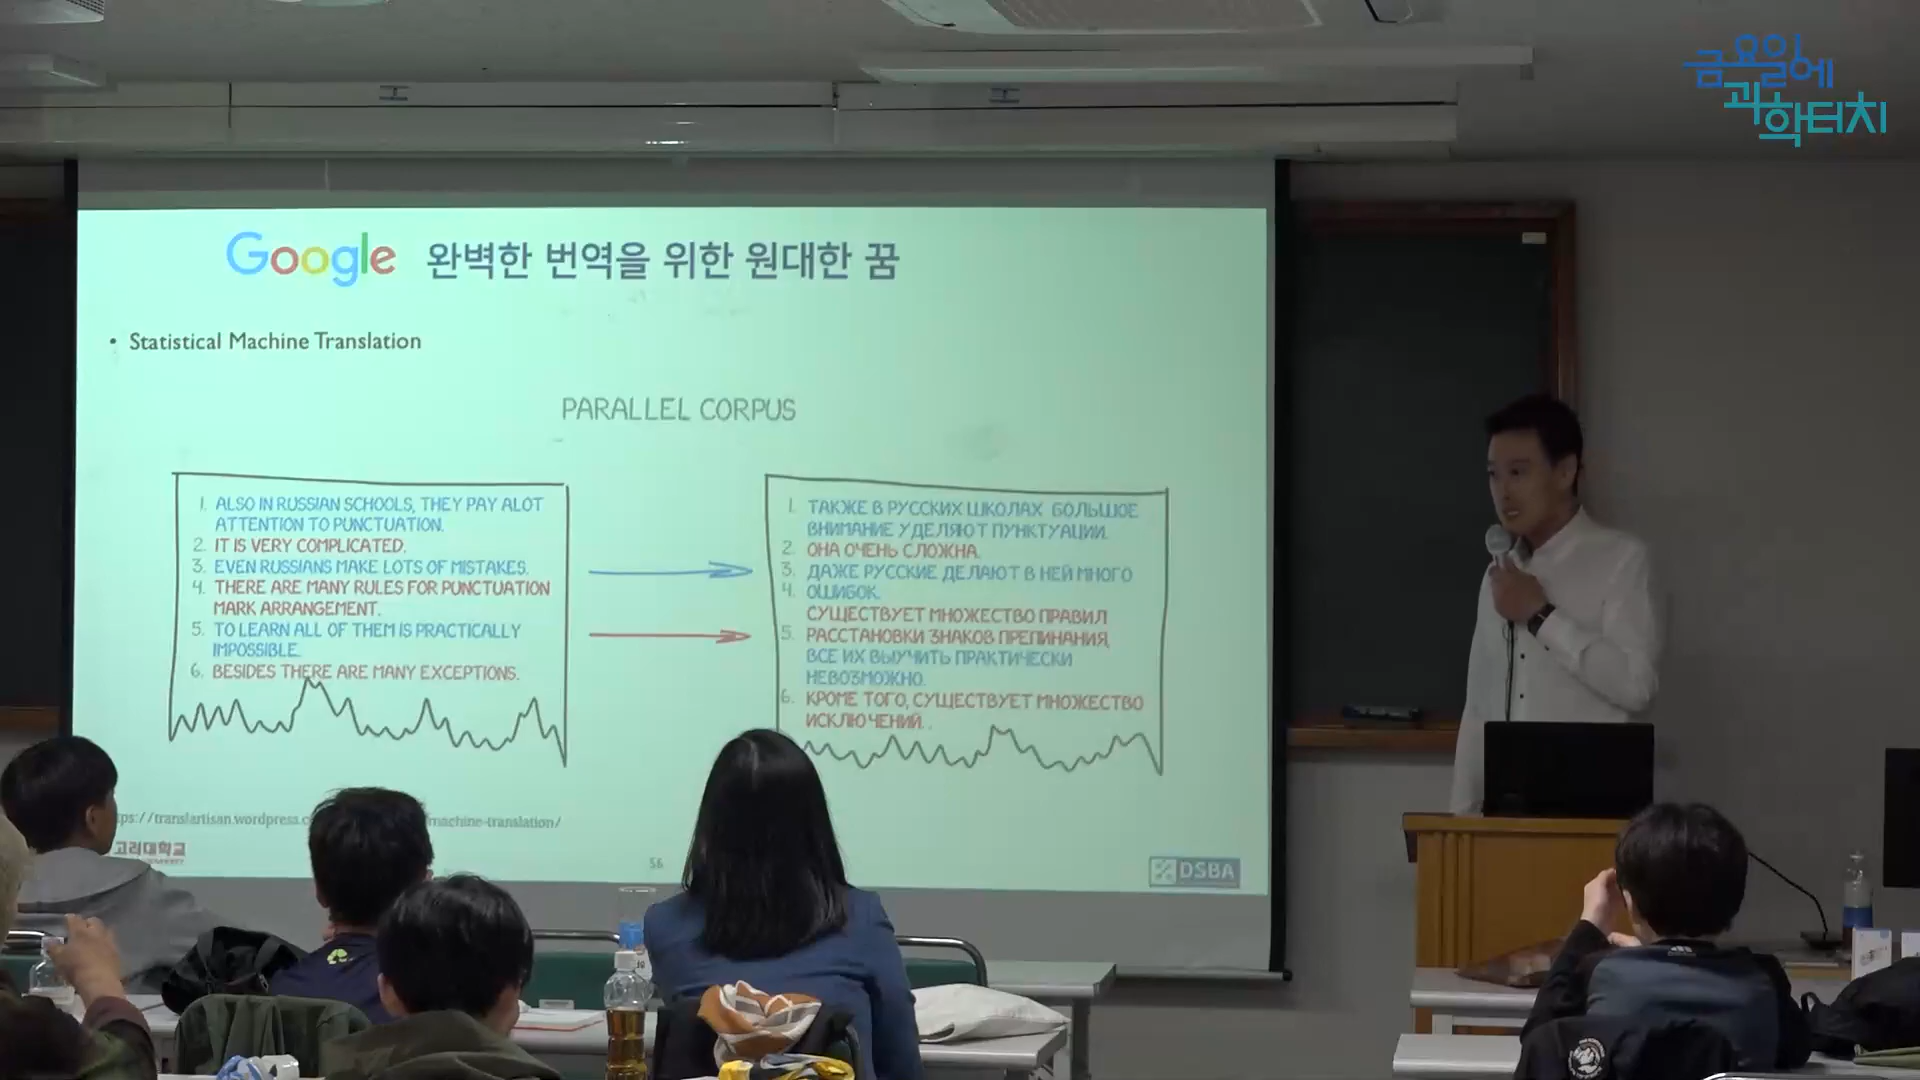 금요일에
과학터치
Google 완벽한 번역을 위한 원대한 꿈
• Statistical Machine Translation
PARALLEL CORPUS
1. ALSO IN RUSSIAN SCHOOLS, THEY PAY ALOT
ATTENTION TO PUNCTUATION.
2. IT IS VERY COMPLICATED.
3. EVEN RUSSIANS MAKE LOTS OF MISTAKES.
4. THERE ARE MANY RULES FOR PUNCTUATION
MARK ARRANGEMENT.
5. TO LEARN ALL OF THEM IS PRACTICALLY
IMPOSSIBLE.
6. BESIDES THERE ARE MANY EXCEPTIONS.
1. ТАКЖЕ В РУССКИХ ШКОЛАХ БОЛЬШОЕ
ВНИМАНИЕ УДЕЛЯЮТ ПУНКТУАЦИИ.
2. ОНА ОЧЕНЬ СЛОЖНА.
3. ДАЖЕ РУССКИЕ ДЕЛАЮТ В НЕЙ МНОГО
4. ОШИБОК.
СУЩЕСТВУЕТ МНОЖЕСТВО ПРАВИЛ
5. РАССТАНОВКИ ЗНАКОВ ПРЕПИНАНИЯ,
ВСЕ ИХ ВЫУЧИТЬ ПРАКТИЧЕСКИ
НЕВОЗМОЖНО.
6. КРОМЕ ТОГО, СУЩЕСТВУЕТ МНОЖЕСТВО
ИСКЛЮЧЕНИЙ. .
tps://translartisan.wordpress.c machine-translation/
고려대학교
56
DSBA